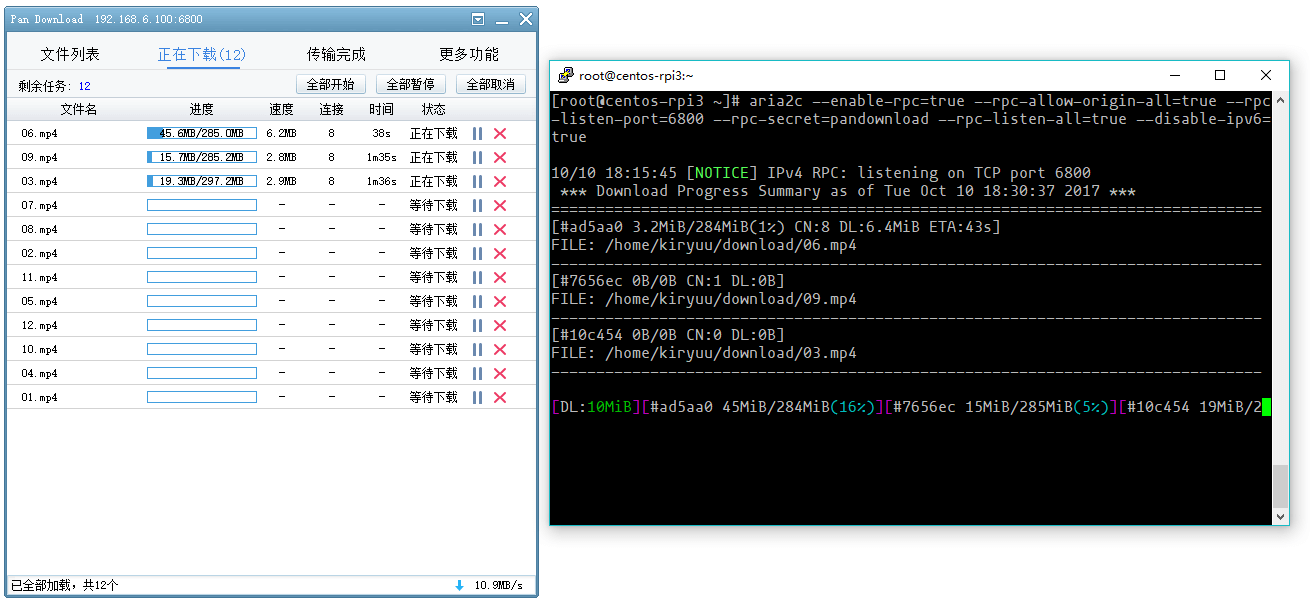 Pan Download 192.168.6.100:6800
文件列表 正在下载(12) 传输完成 更多功能
剩余任务: 12 全部开始 全部暂停 全部取消
文件名 进度 速度 连接 时间 状态
06.mp4 45.6MB/285.0MB 6.2MB 8 38s 正在下载
09.mp4 15.7MB/285.2MB 2.8MB 8 1m35s 正在下载
03.mp4 19.3MB/297.2MB 2.9MB 8 1m36s 正在下载
07.mp4 - - - 等待下载
08.mp4 - - - 等待下载
02.mp4 - - - 等待下载
11.mp4 - - - 等待下载
05.mp4 - - - 等待下载
12.mp4 - - - 等待下载
10.mp4 - - - 等待下载
04.mp4 - - - 等待下载
01.mp4 - - - 等待下载
已全部加载，共12个 10.9MB/s
root@centos-rpi3:~
[root@centos-rpi3 ~]# aria2c --enable-rpc=true --rpc-allow-origin-all=true --rpc
-listen-port=6800 --rpc-secret=pandownload --rpc-listen-all=true --disable-ipv6=
true
10/10 18:15:45 [NOTICE] IPv4 RPC: listening on TCP port 6800
*** Download Progress Summary as of Tue Oct 10 18:30:37 2017 ***
===============================================================================
[#ad5aa0 3.2MiB/284MiB(1%) CN:8 DL:6.4MiB ETA:43s]
FILE: /home/kiryuu/download/06.mp4
-------------------------------------------------------------------------------
[#7656ec 0B/0B CN:1 DL:0B]
FILE: /home/kiryuu/download/09.mp4
-------------------------------------------------------------------------------
[#10c454 0B/0B CN:0 DL:0B]
FILE: /home/kiryuu/download/03.mp4
-------------------------------------------------------------------------------
[DL:10MiB][#ad5aa0 45MiB/284MiB(16%)][#7656ec 15MiB/285MiB(5%)][#10c454 19MiB/2